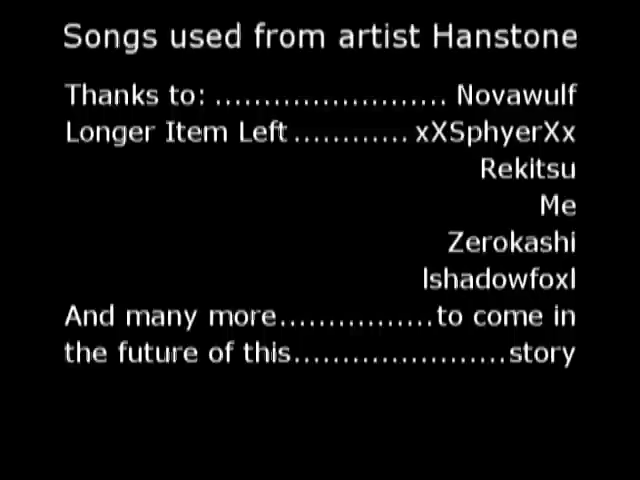 Songs used from artist Hanstone
Thanks to: ........................ Novawulf
Longer Item Left ............ xXSphyerXx
Rekitsu
Me
Zerokashi
lshadowfoxl
And many more................to come in
the future of this......................story